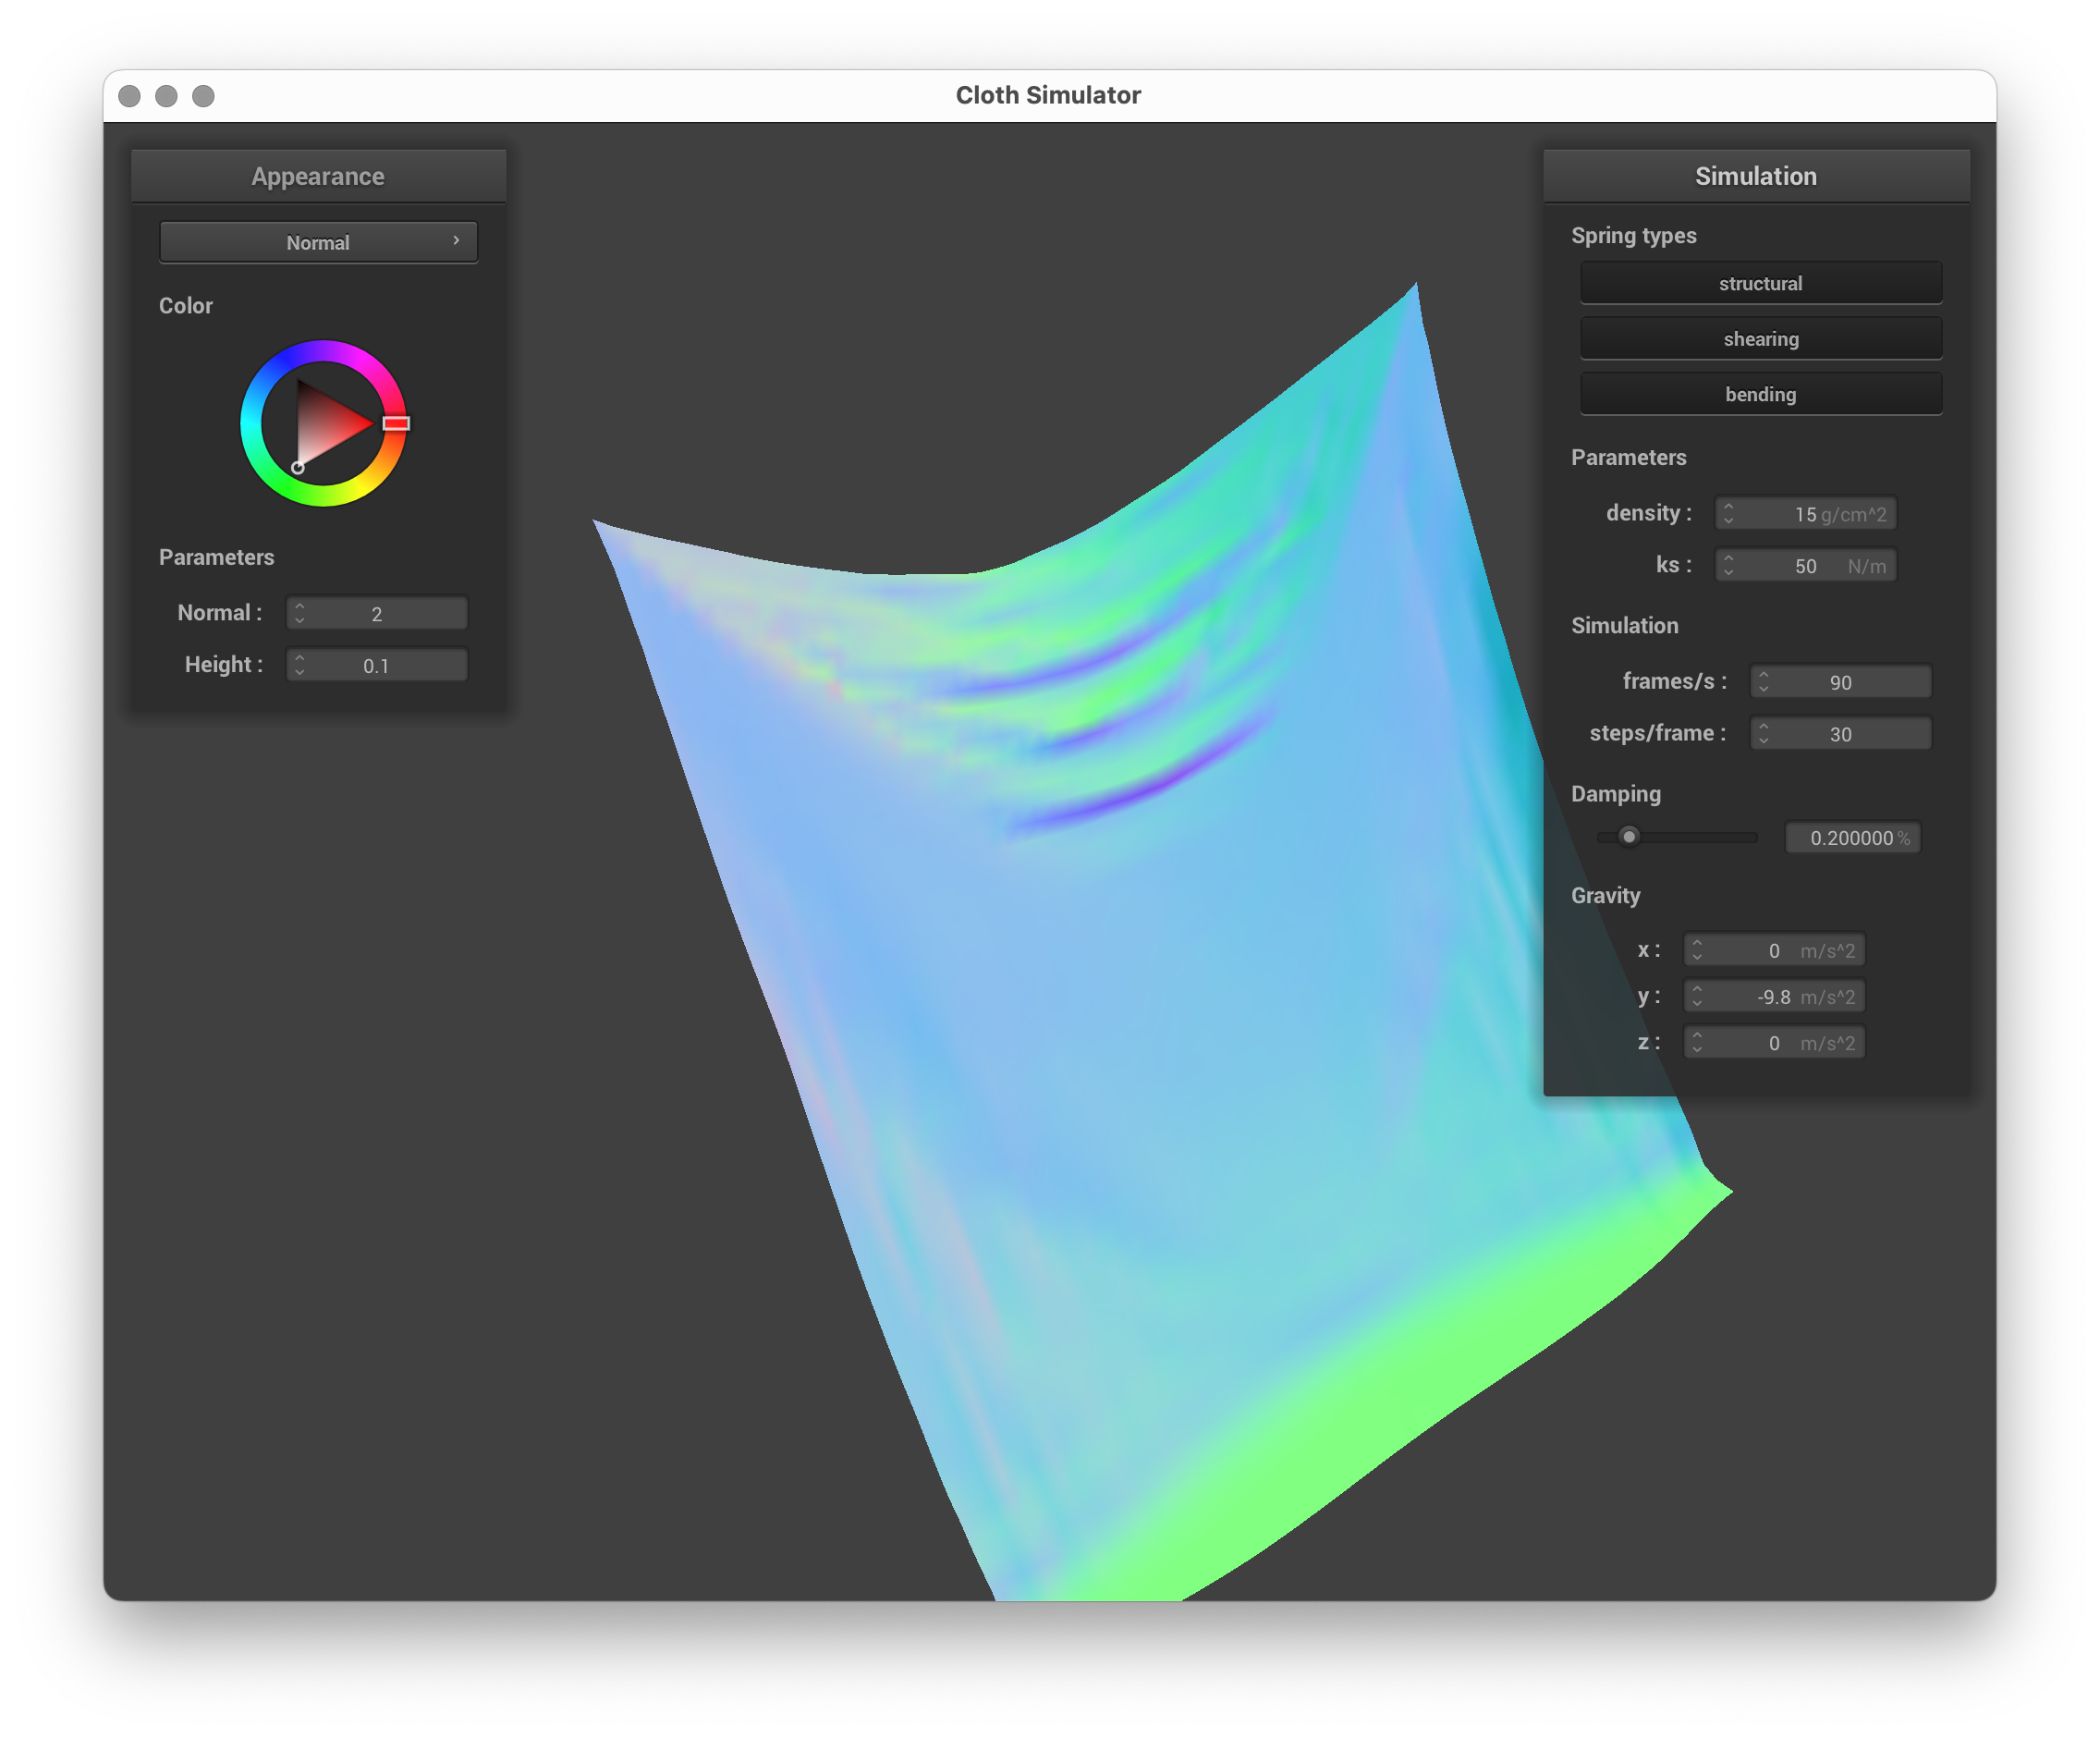 Cloth Simulator
Appearance
Normal
Color
Parameters
Normal : 2
Height : 0.1
Simulation
Spring types
structural
shearing
bending
Parameters
density : 15 g/cm^2
ks : 50 N/m
Simulation
frames/s : 90
steps/frame : 30
Damping
0.200000 %
Gravity
x : 0 m/s^2
y : -9.8 m/s^2
z : 0 m/s^2